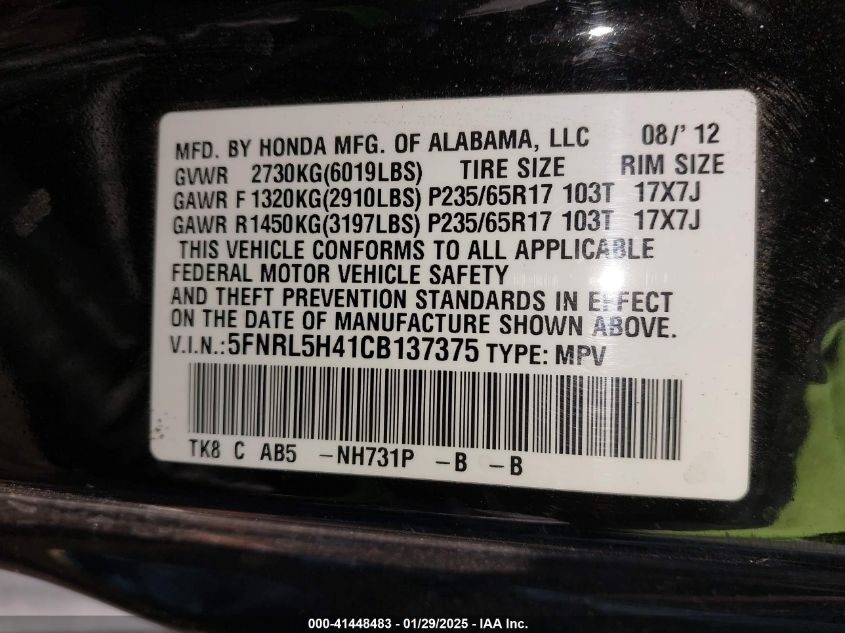 MFD. BY HONDA MFG. OF ALABAMA, LLC 08/' 12
GVWR 2730KG(6019LBS) TIRE SIZE RIM SIZE
GAWR F 1320KG(2910LBS) P235/65R17 103T 17X7J
GAWR R1450KG(3197LBS) P235/65R17 103T 17X7J
THIS VEHICLE CONFORMS TO ALL APPLICABLE
FEDERAL MOTOR VEHICLE SAFETY
AND THEFT PREVENTION STANDARDS IN EFFECT
ON THE DATE OF MANUFACTURE SHOWN ABOVE.
V.I.N.:5FNRL5H41CB137375 TYPE: MPV
TK8 C AB5 -NH731P -B -B
000-41448483 - 01/29/2025 - IAA Inc.